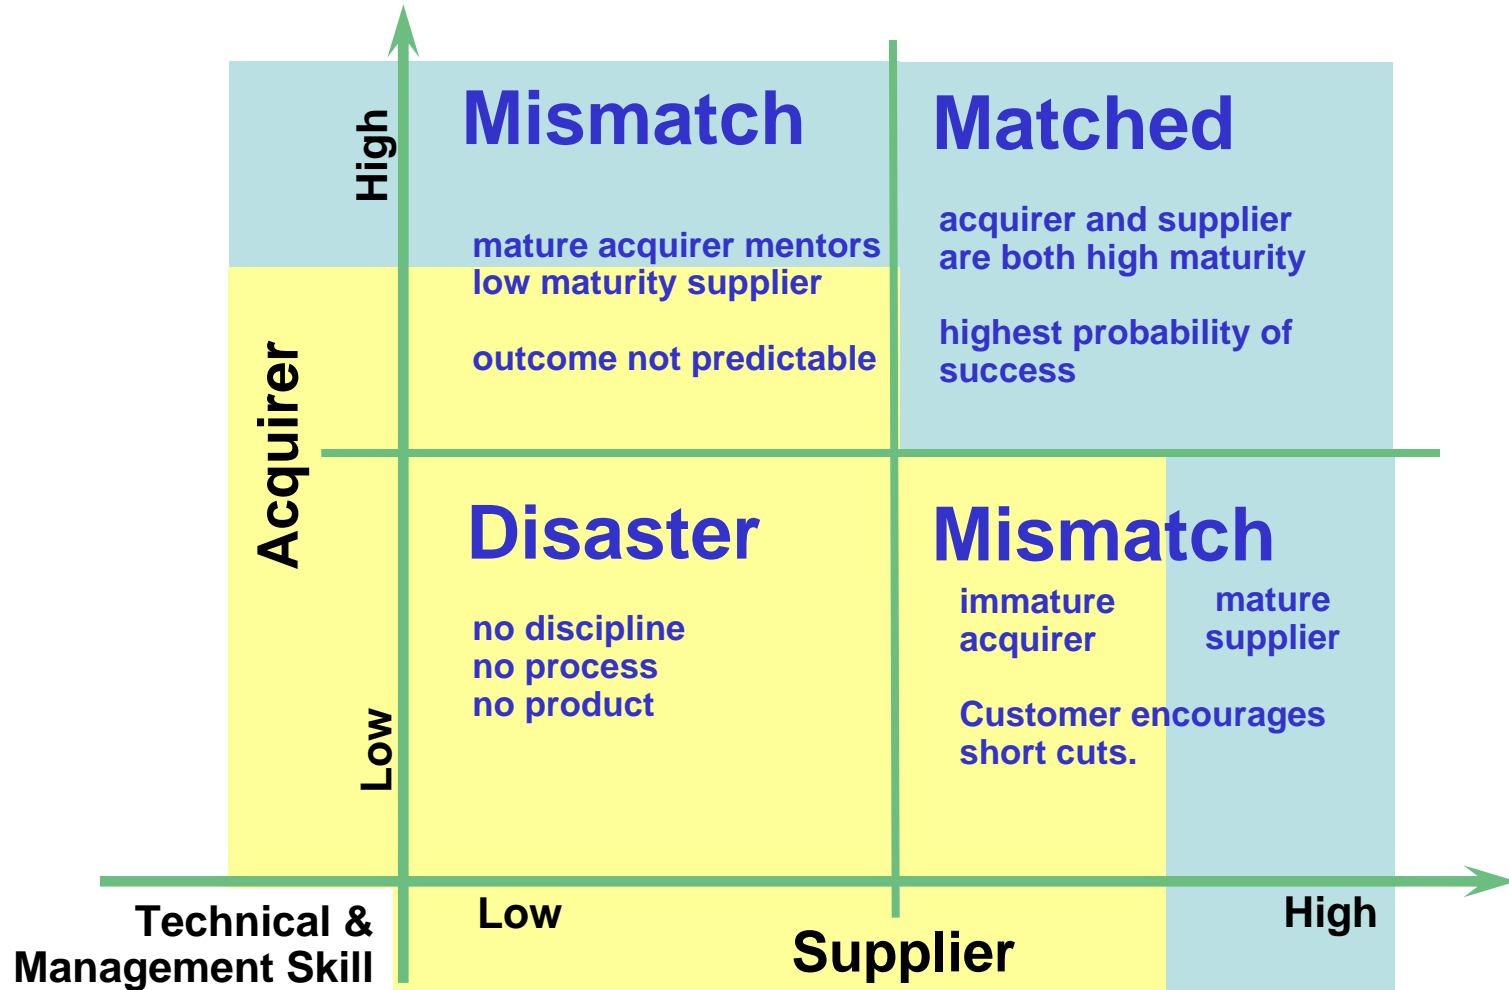 High
Acquirer
Low
Mismatch
mature acquirer mentors
low maturity supplier
outcome not predictable
Matched
acquirer and supplier
are both high maturity
highest probability of
success
Disaster
no discipline
no process
no product
Mismatch
immature
acquirer
mature
supplier
Customer encourages
short cuts.
Technical &
Management Skill
Low
Supplier
High